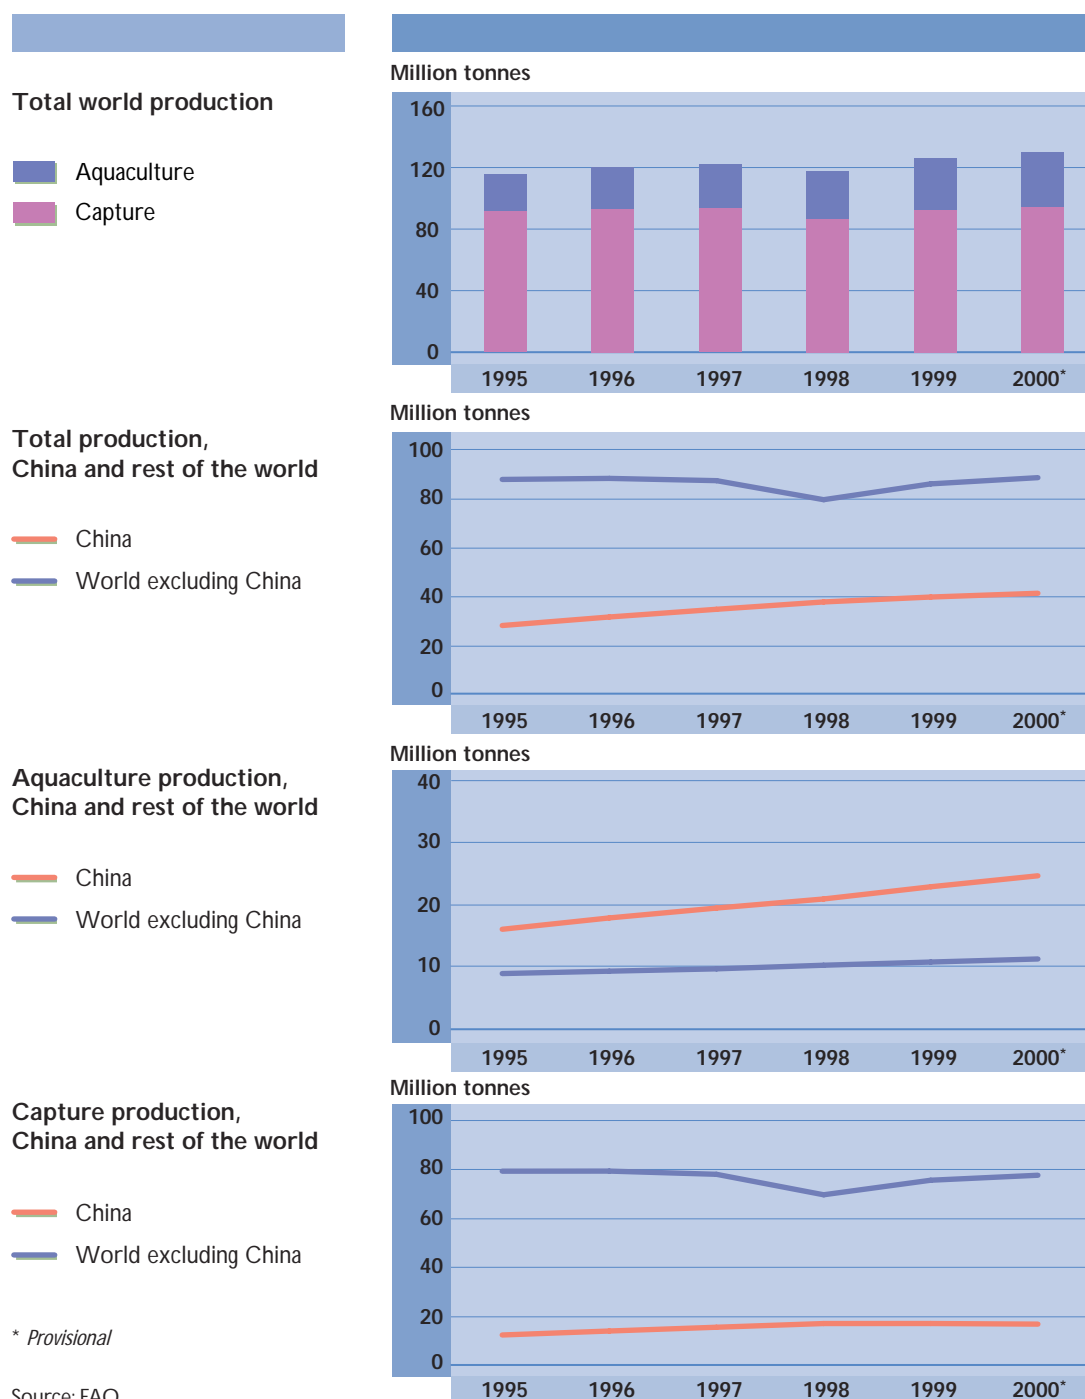 Million tonnes
Total world production
Aquaculture
Capture
160
120
80
40
0
1995 1996 1997 1998 1999 2000*
Million tonnes
Total production,
China and rest of the world
China
World excluding China
100
80
60
40
20
0
1995 1996 1997 1998 1999 2000*
Million tonnes
Aquaculture production,
China and rest of the world
China
World excluding China
40
30
20
10
0
1995 1996 1997 1998 1999 2000*
Million tonnes
Capture production,
China and rest of the world
China
World excluding China
100
80
60
40
20
0
1995 1996 1997 1998 1999 2000*
* Provisional
Source: FAO